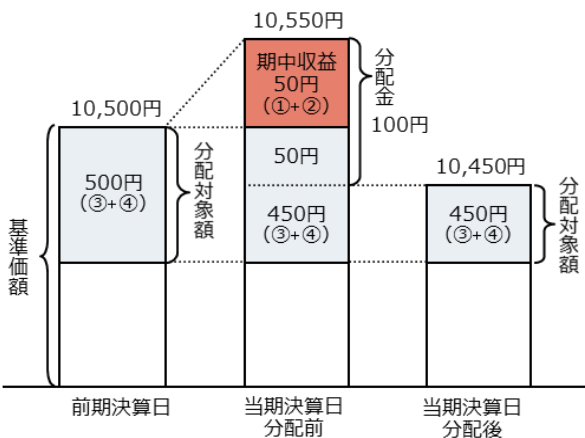 10,550円
期中収益
50円
(①+②)
分配金
100円
10,500円
500円
(③+④)
分配対象額
50円
450円
(③+④)
10,450円
450円
(③+④)
分配対象額
基準価額
前期決算日
当期決算日
分配前
当期決算日
分配後